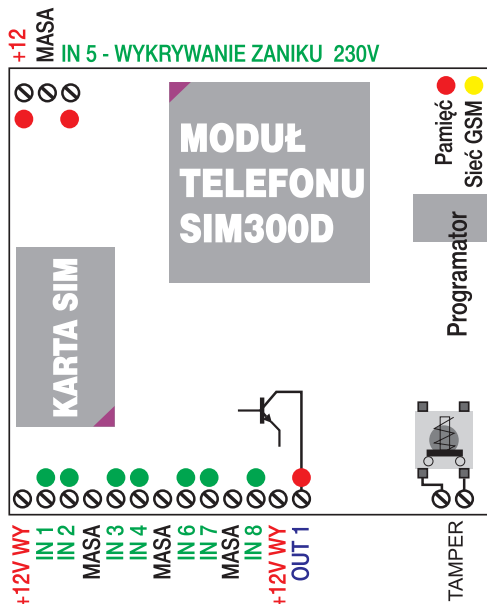 +12
MASA
IN 5 - WYKRYWANIE ZANIKU 230V
MODUŁ
TELEFONU
SIM300D
Pamięć
Sieć GSM
Programator
KARTA SIM
+12V WY
IN 1
IN 2
MASA
IN 3
IN 4
MASA
IN 6
IN 7
MASA
IN 8
+12V WY
OUT 1
TAMPER